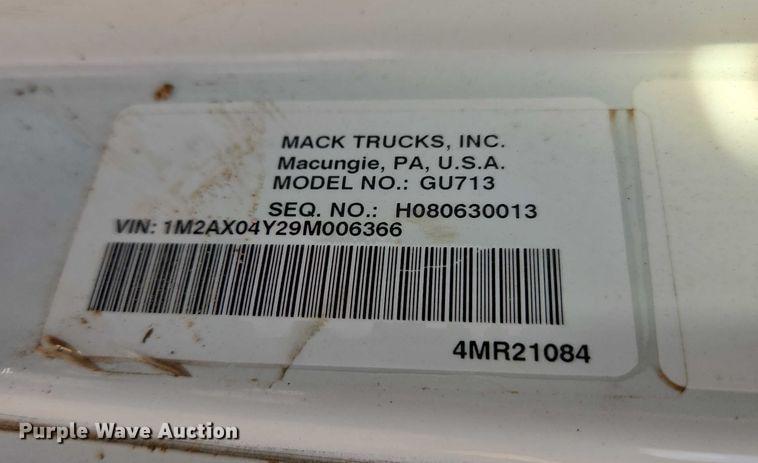 MACK TRUCKS, INC.
Macungie, PA, U.S.A.
MODEL NO.: GU713
SEQ. NO.: H080630013
VIN: 1M2AX04Y29M006366
4MR21084
Purple Wave Auction